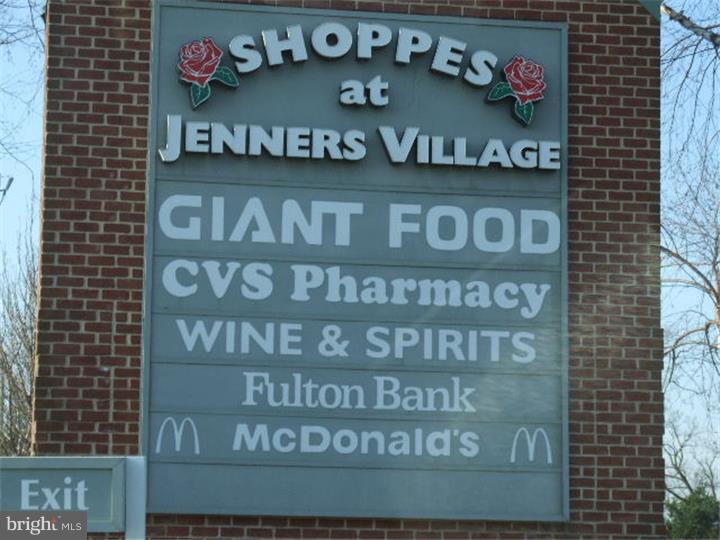 SHOPPES
at
JENNERS VILLAGE
GIANT FOOD
CVS Pharmacy
WINE & SPIRITS
Fulton Bank
McDonald's
Exit
bright MLS